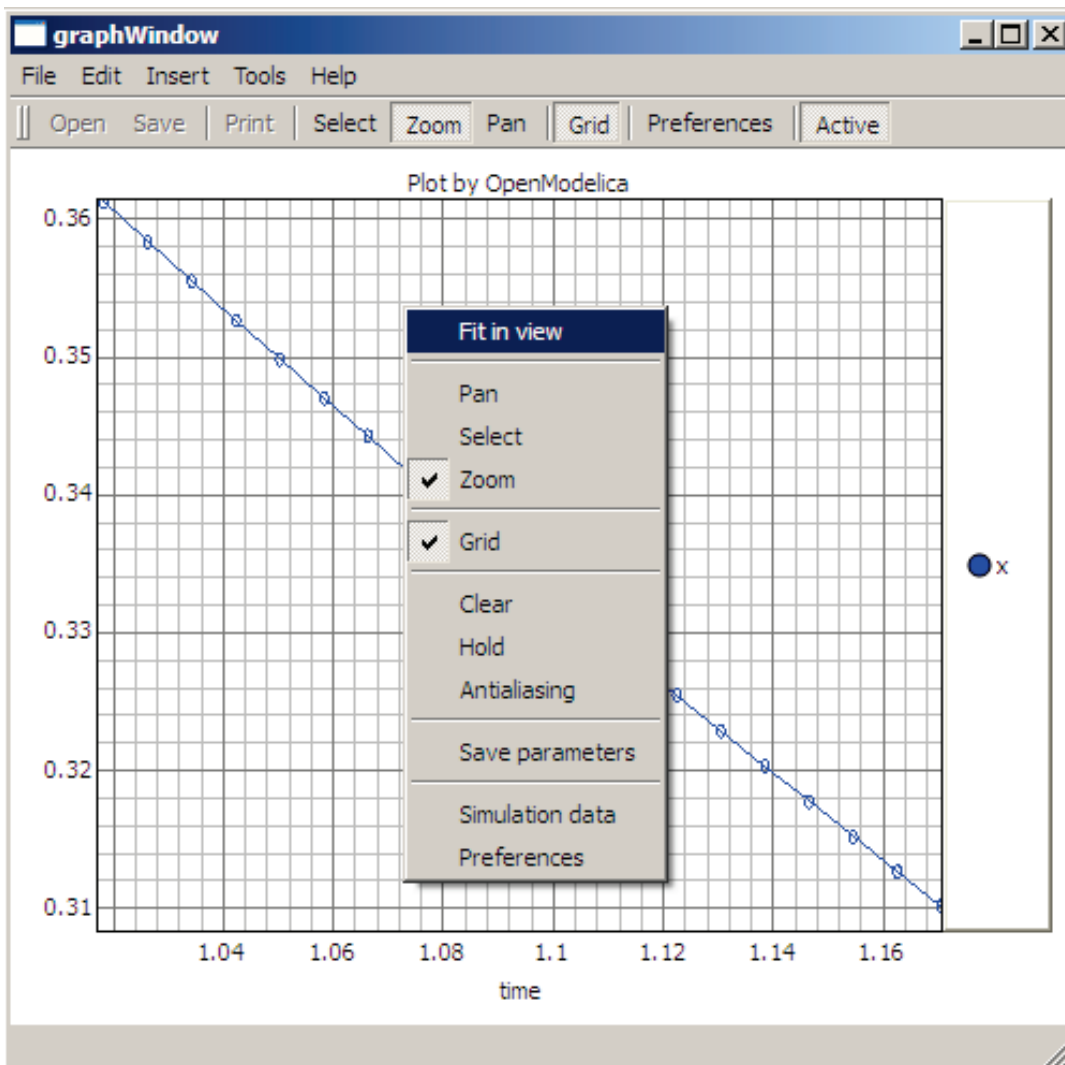 graphWindow
File Edit Insert Tools Help
Open Save Print Select Zoom Pan Grid Preferences Active
Plot by OpenModelica
0.36
0.35
0.34
0.33
0.32
0.31
Fit in view
Pan
Select
Zoom
Grid
Clear
Hold
Antialiasing
Save parameters
Simulation data
Preferences
x
1.04 1.06 1.08 1.1 1.12 1.14 1.16
time